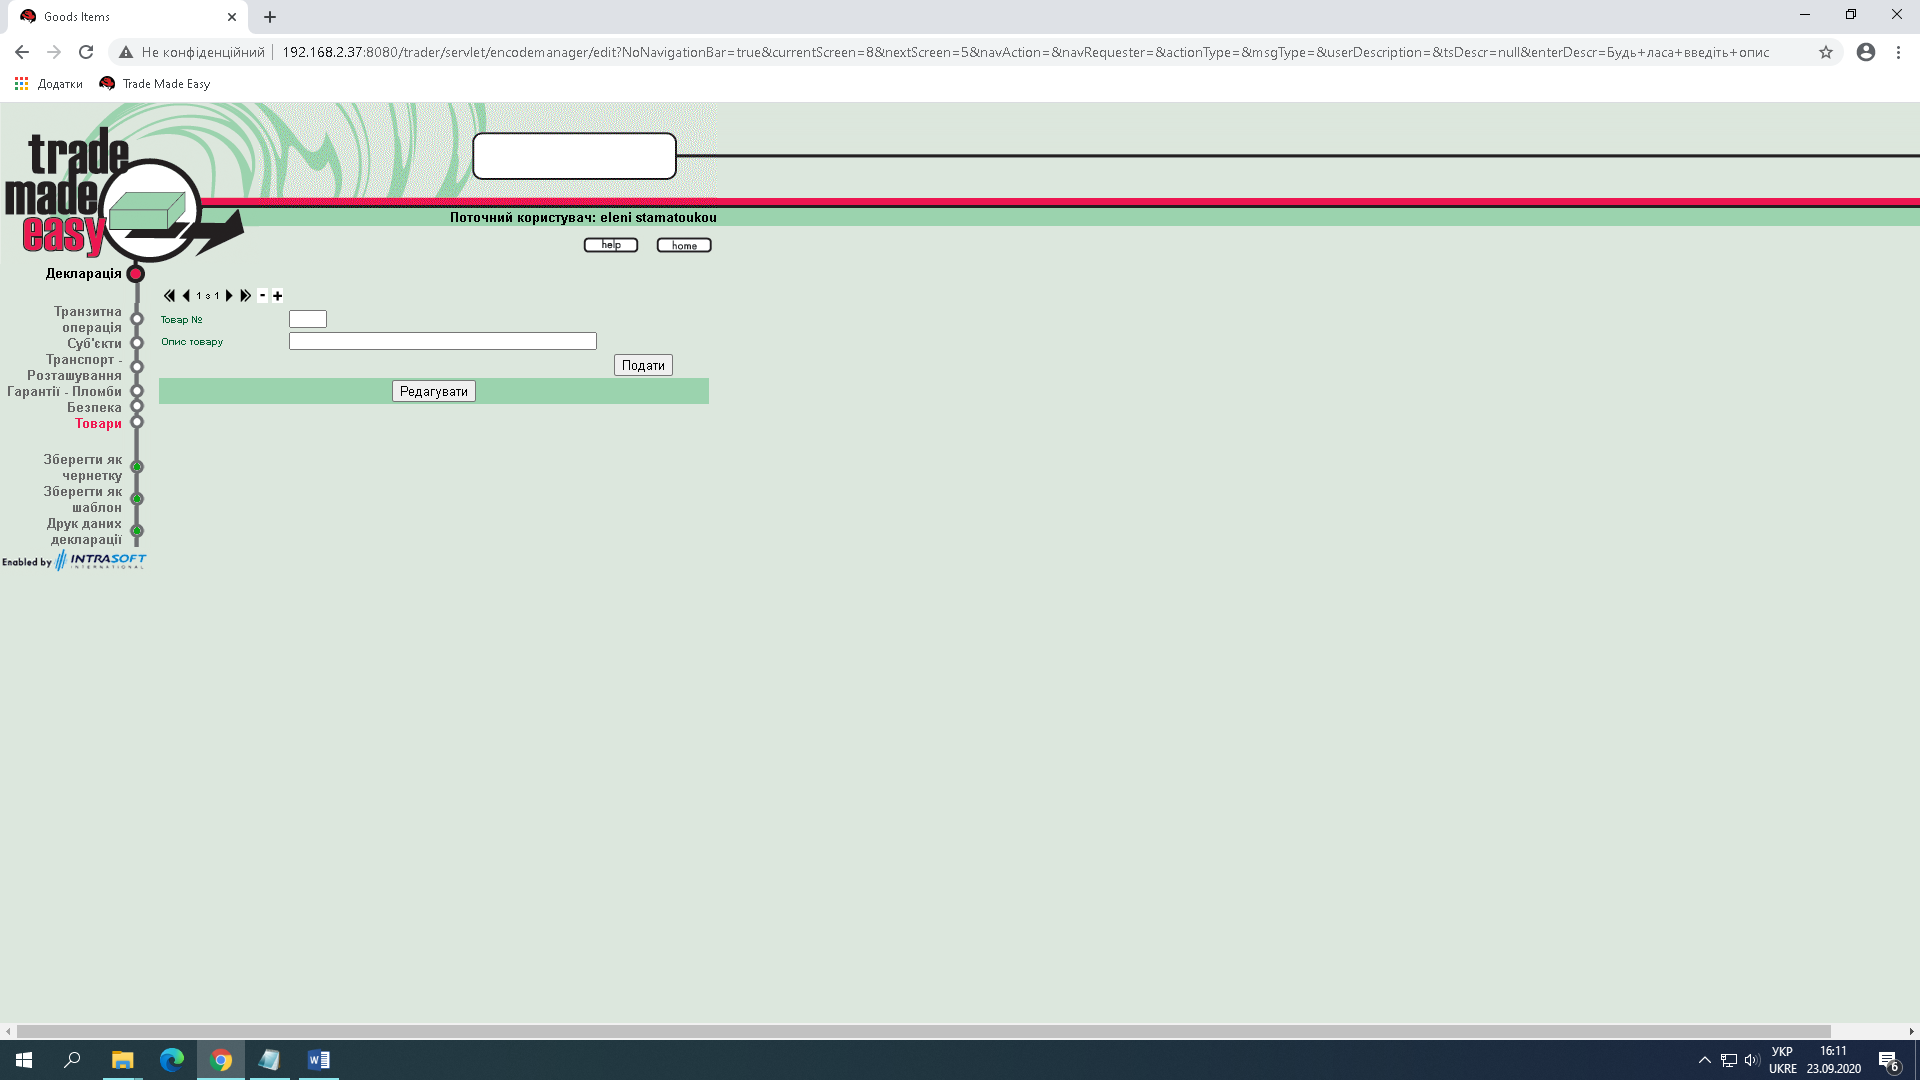 Goods Items
Не конфіденційний
192.168.2.37:8080/trader/servlet/encodemanager/edit?NoNavigationBar=true&currentScreen=8&nextScreen=5&navAction=&navRequester=&actionType=&msgType=&userDescription=&tsDescr=null&enterDescr=Будь+ласа+введіть+опис
Додатки
Trade Made Easy
trade
made
easy
Поточний користувач: eleni stamatoukou
help
home
Декларація
1 з 1
Транзитна
операція
Суб'єкти
Транспорт -
Розташування
Гарантії - Пломби
Безпека
Товари
Товар №
Опис товару
Подати
Редагувати
Зберегти як
чернетку
Зберегти як
шаблон
Друк даних
декларації
Enabled by INTRASOFT
INTERNATIONAL
УКР
UKRE
16:11
23.09.2020
6